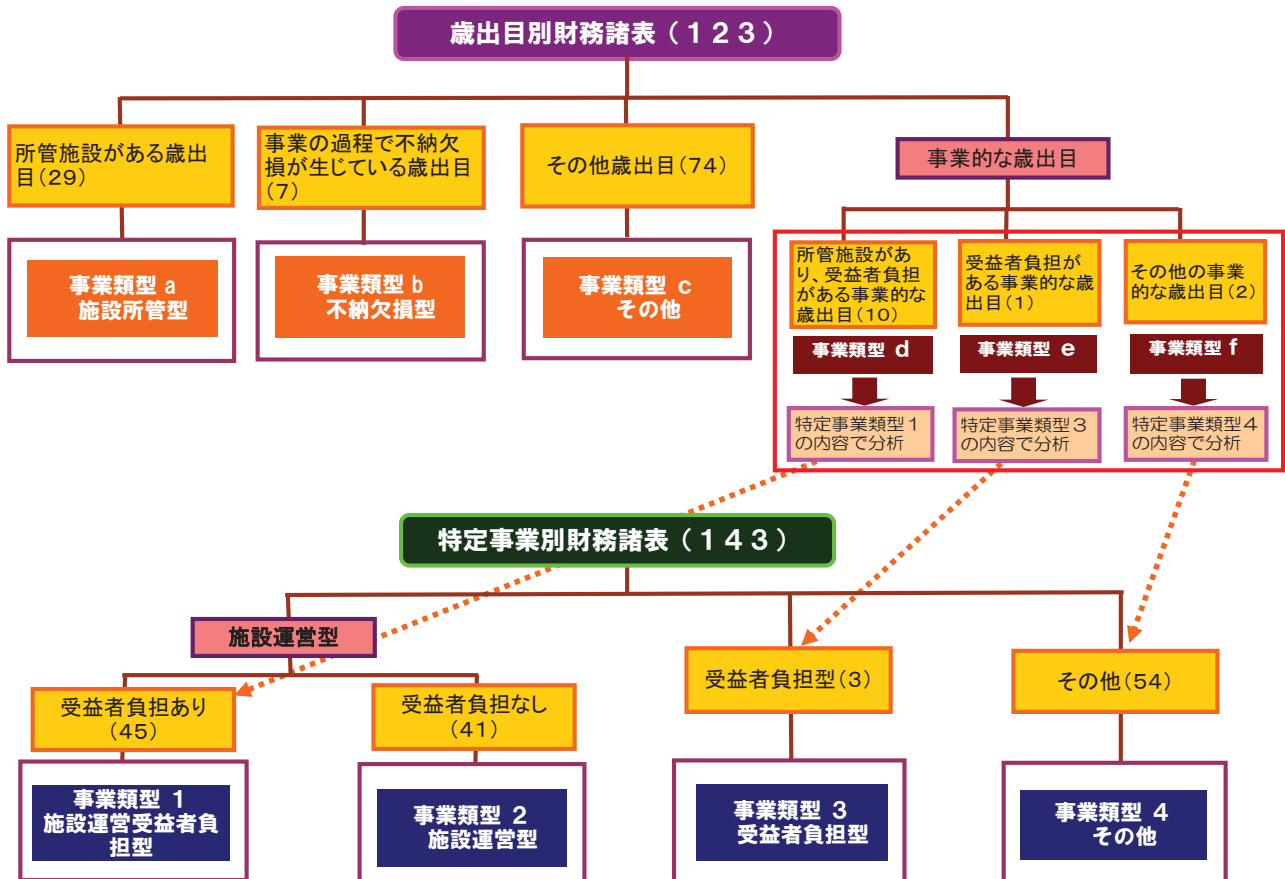 歳出目別財務諸表（１２３）
所管施設がある歳出
目(29)
事業の過程で不納欠
損が生じている歳出目
(7)
その他歳出目(74)
事業的な歳出目
事業類型 a
施設所管型
事業類型 b
不納欠損型
事業類型 c
その他
所管施設があ
り、受益者負担
がある事業的な
歳出目(10)
受益者負担が
ある事業的な歳
出目(1)
その他の事業
的な歳出目(2)
事業類型 d
事業類型 e
事業類型 f
特定事業類型1
の内容で分析
特定事業類型3
の内容で分析
特定事業類型4
の内容で分析
特定事業別財務諸表（１４３）
施設運営型
受益者負担あり
(45)
受益者負担なし
(41)
受益者負担型(3)
その他(54)
事業類型 1
施設運営受益者負
担型
事業類型 2
施設運営型
事業類型 3
受益者負担型
事業類型 4
その他